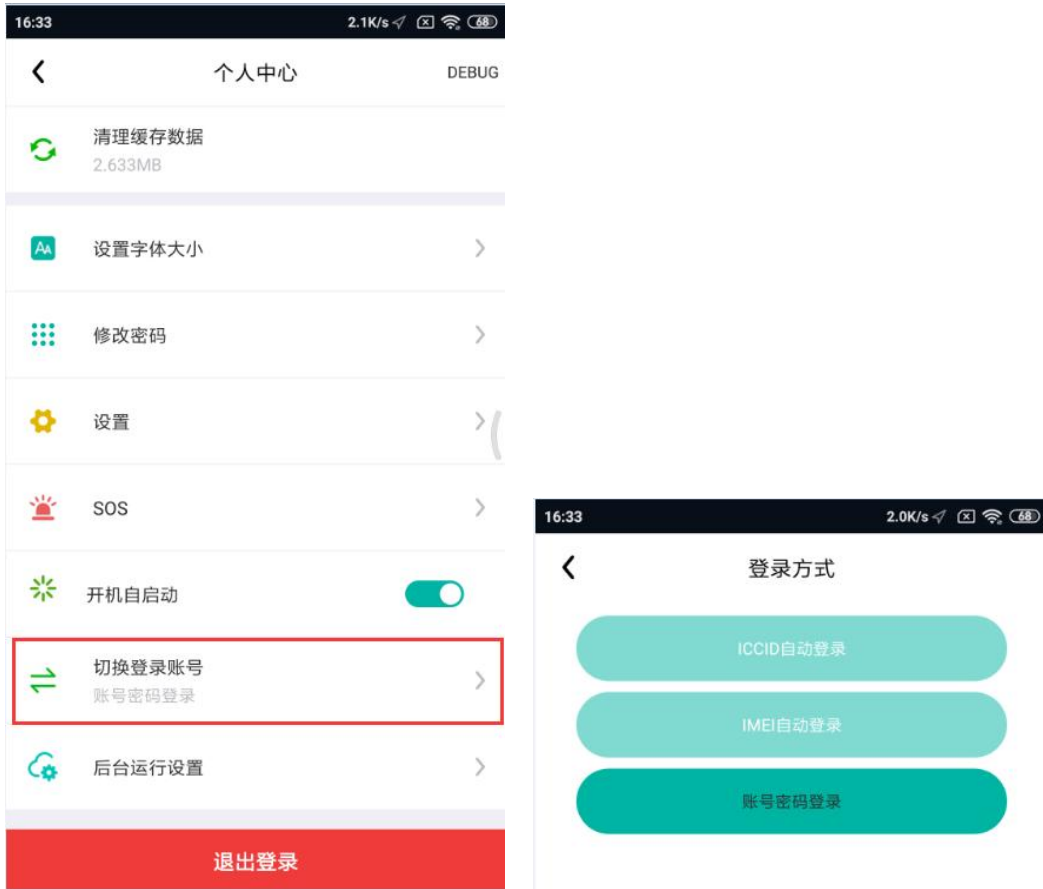 16:33 2.1K/s 68
个人中心 DEBUG
清理缓存数据
2.633MB
设置字体大小
修改密码
设置
SOS
开机自启动
切换登录账号
账号密码登录
后台运行设置
退出登录
16:33 2.0K/s 68
登录方式
ICCID自动登录
IMEI自动登录
账号密码登录